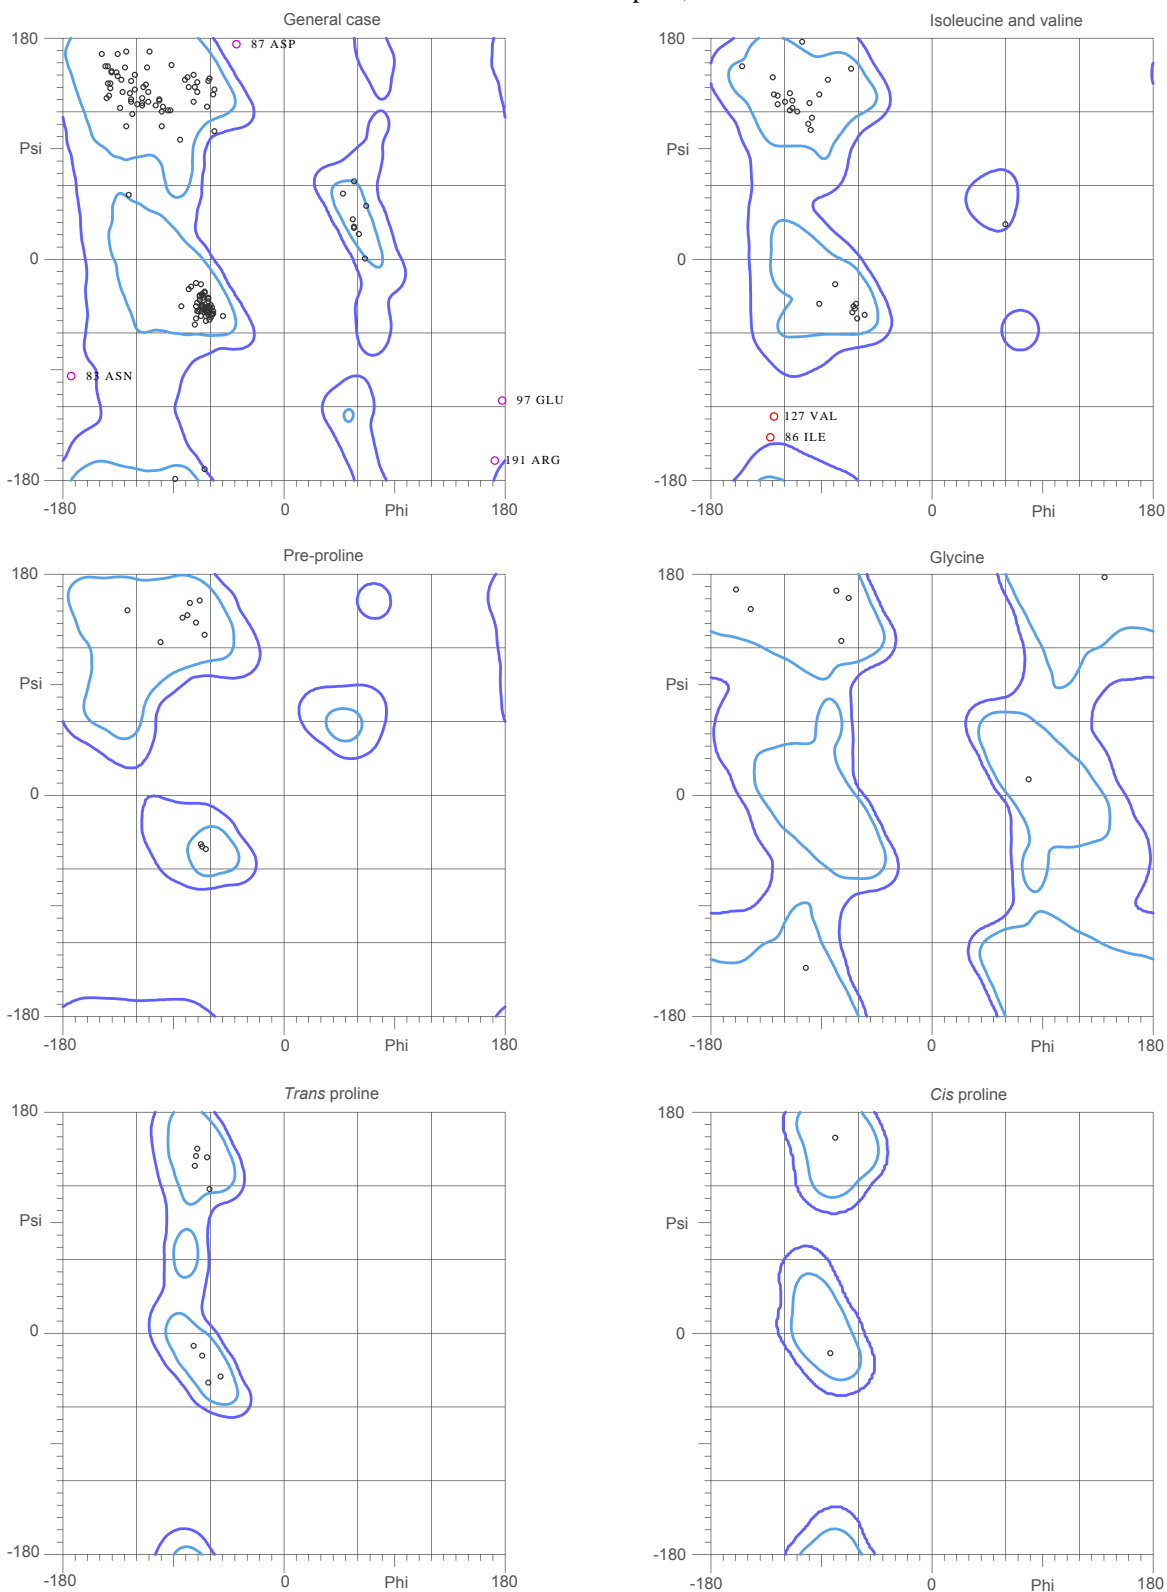 General case
180
87 ASP
Psi
0
83 ASN
97 GLU
191 ARG
-180
-180
0
Phi
180
Isoleucine and valine
180
Psi
0
127 VAL
86 ILE
-180
-180
0
Phi
180
Pre-proline
180
Psi
0
-180
-180
0
Phi
180
Glycine
180
Psi
0
-180
-180
0
Phi
180
Trans proline
180
Psi
0
-180
-180
0
Phi
180
Cis proline
180
Psi
0
-180
-180
0
Phi
180